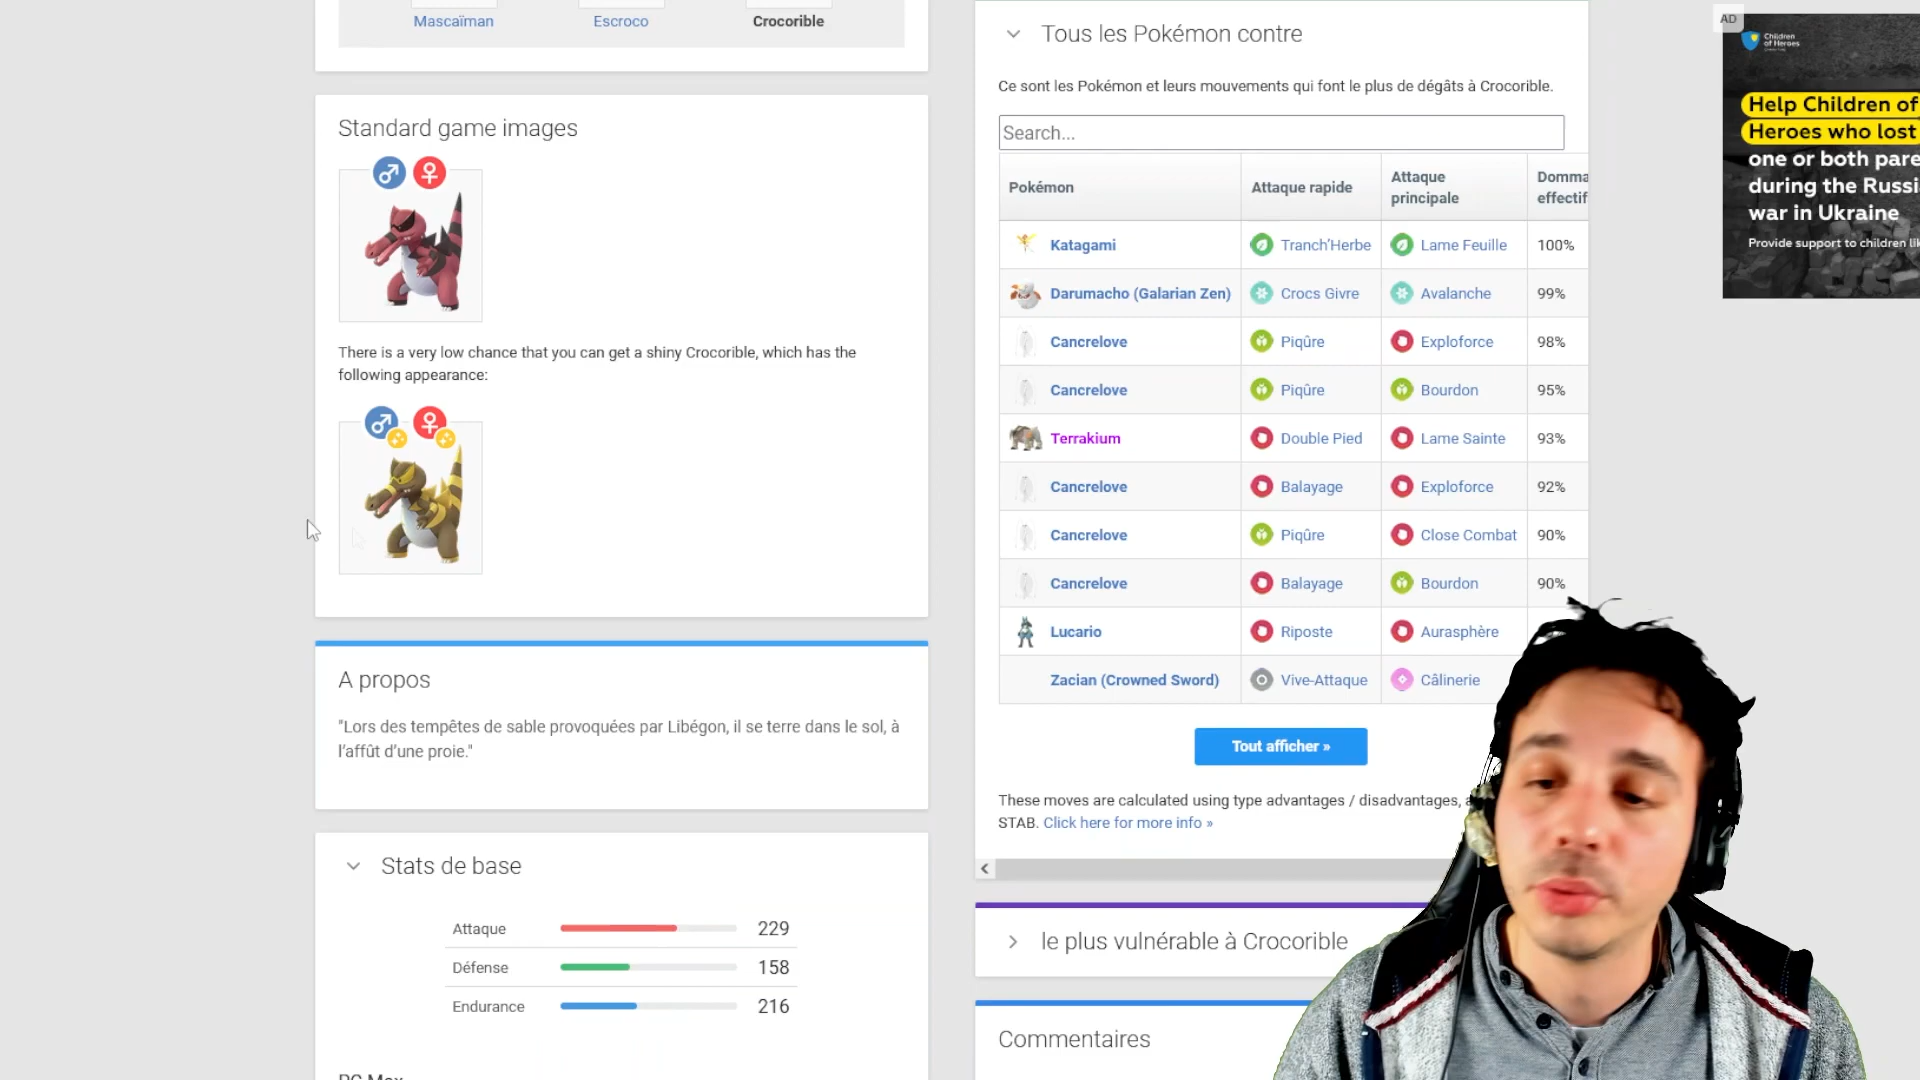 Mascaïman
Escroco
Crocorible
Standard game images
There is a very low chance that you can get a shiny Crocorible, which has the
following appearance:
A propos
"Lors des tempêtes de sable provoquées par Libégon, il se terre dans le sol, à
l’affût d’une proie."
Stats de base
Attaque 229
Défense 158
Endurance 216
Tous les Pokémon contre
Ce sont les Pokémon et leurs mouvements qui font le plus de dégâts à Crocorible.
Search...
Pokémon
Attaque rapide
Attaque
principale
Domma
effectif
Katagami Tranch’Herbe Lame Feuille 100%
Darumacho (Galarian Zen) Crocs Givre Avalanche 99%
Cancrelove Piqûre Exploforce 98%
Cancrelove Piqûre Bourdon 95%
Terrakium Double Pied Lame Sainte 93%
Cancrelove Balayage Exploforce 92%
Cancrelove Piqûre Close Combat 90%
Cancrelove Balayage Bourdon 90%
Lucario Riposte Aurasphère
Zacian (Crowned Sword) Vive-Attaque Câlinerie
Tout afficher »
These moves are calculated using type advantages / disadvantages,
STAB. Click here for more info »
le plus vulnérable à Crocorible
Commentaires
AD
Children
of Heroes
Help Children of
Heroes who lost
one or both pare
during the Russi
war in Ukraine
Provide support to children lik